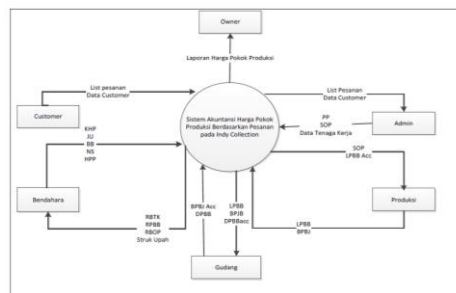 Owner
Laporan Harga Pokok Produksi
List pesanan
Data Customer
Customer
Sistem Akuntansi Harga Pokok
Produksi Berdasarkan Pesanan
pada Indy Collection
List Pesanan
Data Customer
Admin
PP
SOP
Data Tenaga Kerja
KHP
JU
BB
NS
HPP
Bendahara
SOP
LPBB Acc
Produksi
RBTK
RPBB
RBOP
Struk Upah
BPBJ Acc
DPBB
LPBB
BPJB
DPBBacc
LPBB
BPBJ
Gudang